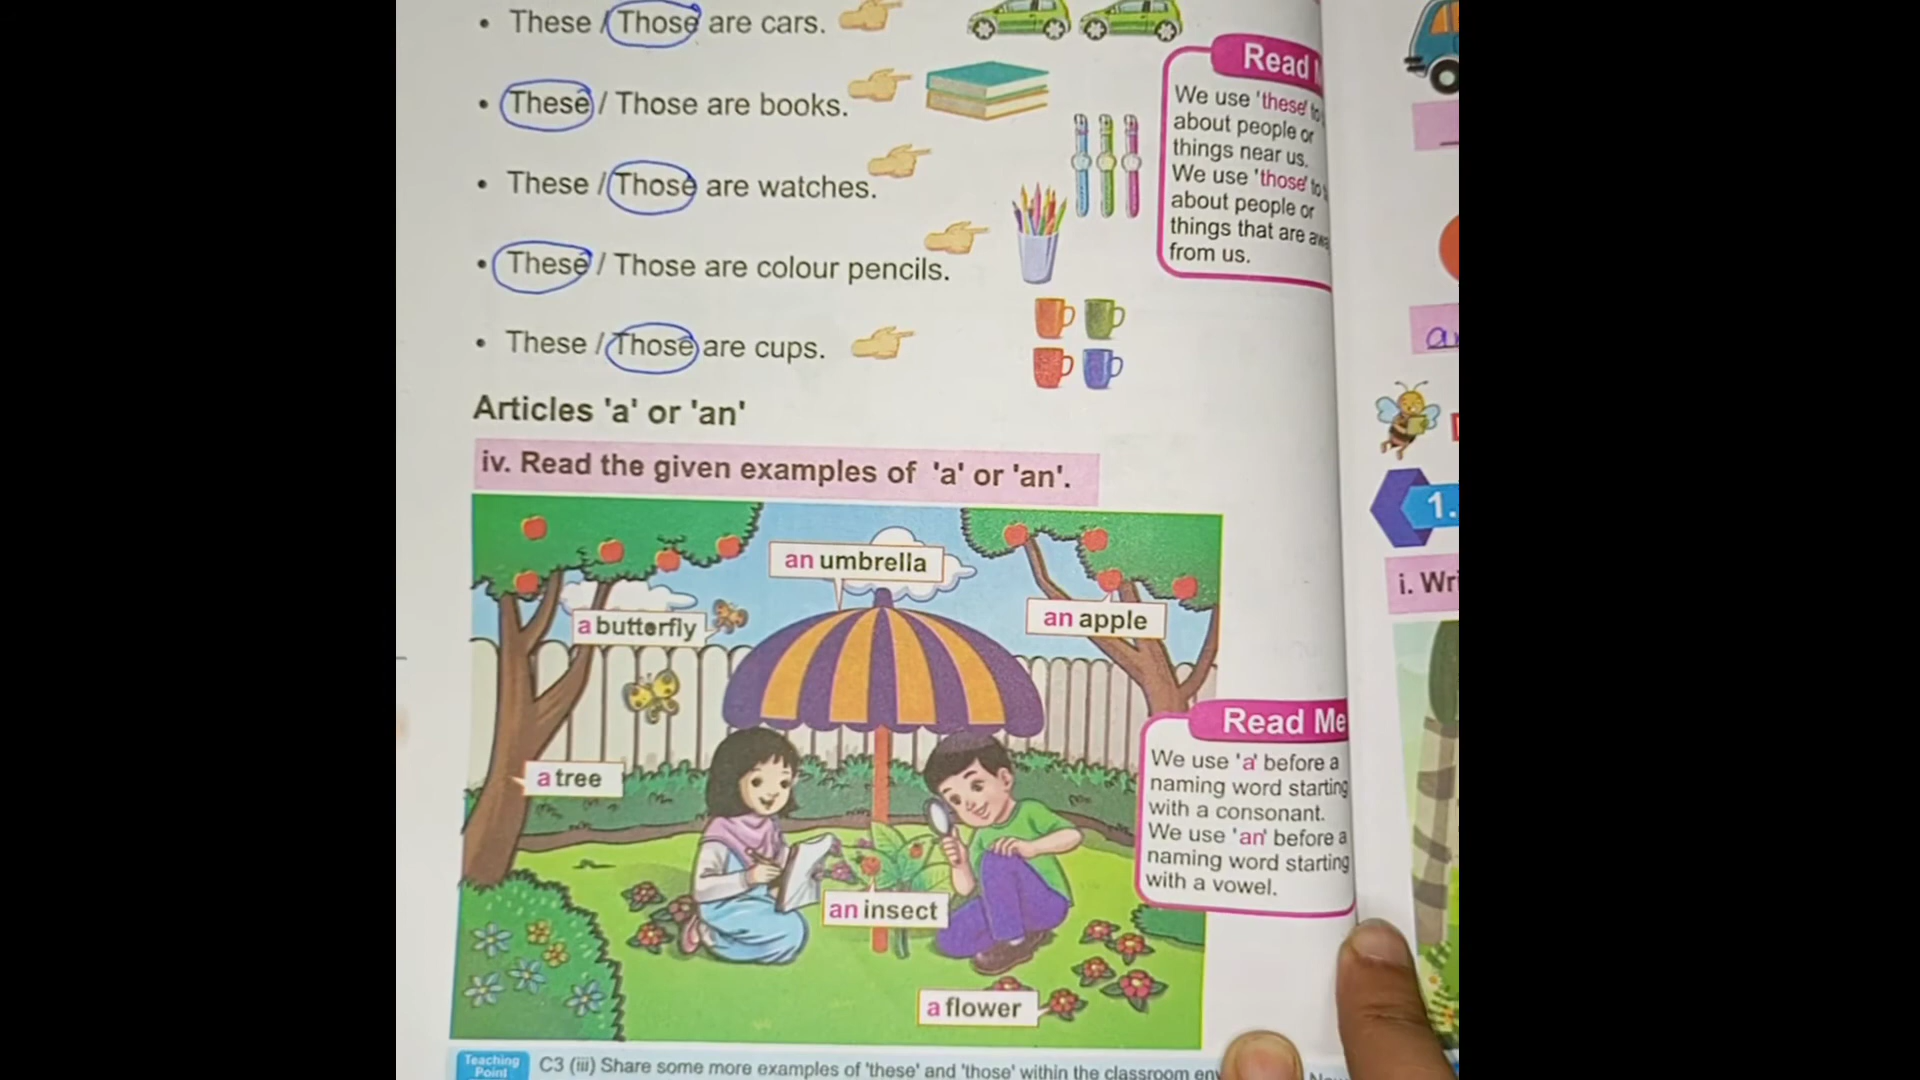 • These / Those are cars.
• These / Those are books.
• These / Those are watches.
• These / Those are colour pencils.
• These / Those are cups.
Read
We use 'these' to
about people or
things near us.
We use 'those' to
about people or
things that are
from us.
Articles 'a' or 'an'
iv. Read the given examples of 'a' or 'an'.
an umbrella
an apple
a butterfly
a tree
an insect
a flower
Read Me
We use 'a' before a
naming word starting
with a consonant.
We use 'an' before a
naming word starting
with a vowel.
Teaching
Point
C3 (iii) Share some more examples of 'these' and 'those' within the classroom
1.
i.